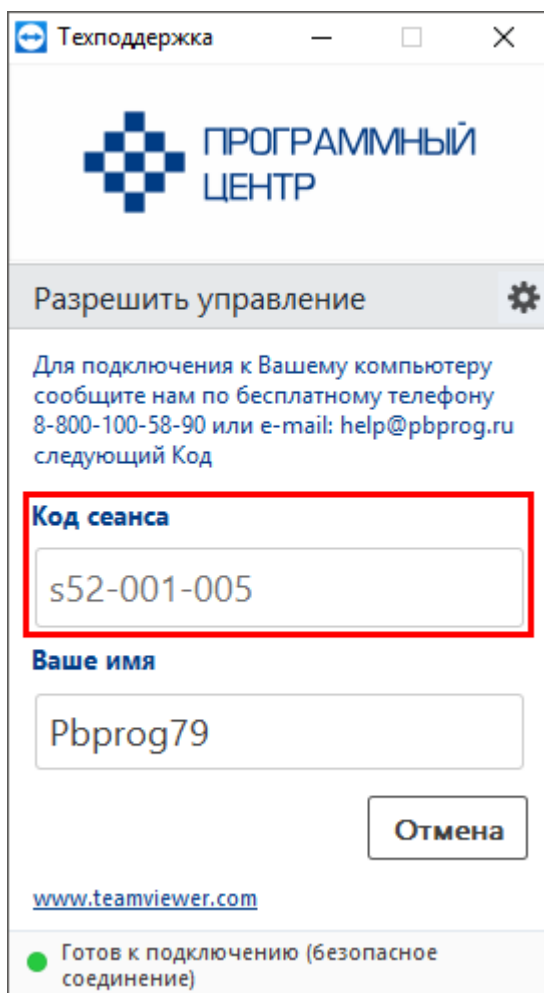 Техподдержка
ПРОГРАММНЫЙ
ЦЕНТР
Разрешить управление
Для подключения к Вашему компьютеру
сообщите нам по бесплатному телефону
8-800-100-58-90 или e-mail: help@pbprog.ru
следующий Код
Код сеанса
s52-001-005
Ваше имя
Pbprog79
Отмена
www.teamviewer.com
Готов к подключению (безопасное
соединение)